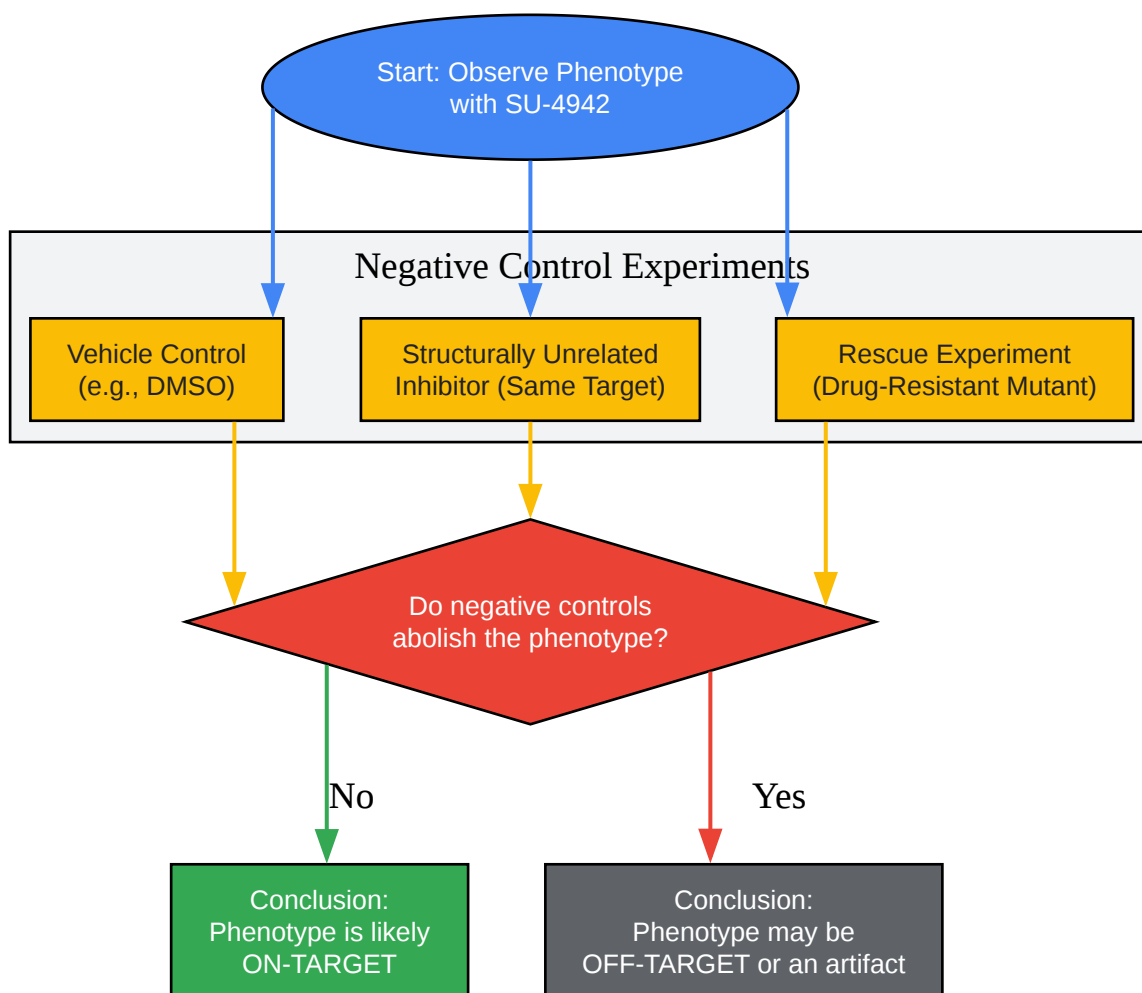 Start: Observe Phenotype
with SU-4942
Negative Control Experiments
Vehicle Control
(e.g., DMSO)
Structurally Unrelated
Inhibitor (Same Target)
Rescue Experiment
(Drug-Resistant Mutant)
Do negative controls
abolish the phenotype?
No
Yes
Conclusion:
Phenotype is likely
ON-TARGET
Conclusion:
Phenotype may be
OFF-TARGET or an artifact